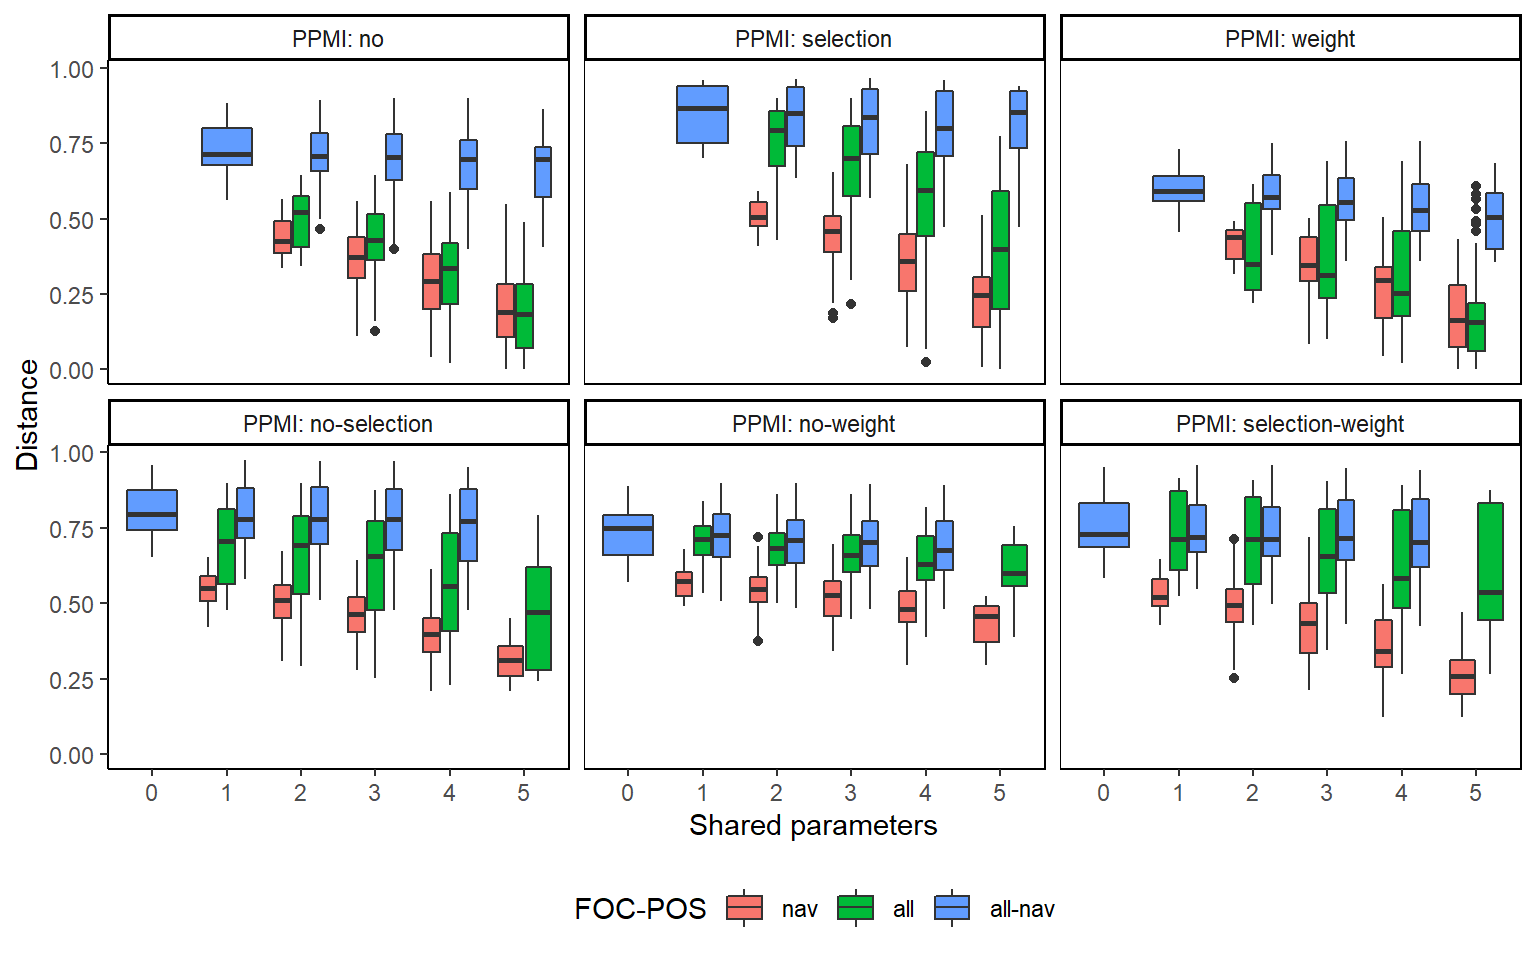 PPMI: no
PPMI: selection
PPMI: weight
1.00
0.75
0.50
0.25
0.00
PPMI: no-selection
PPMI: no-weight
PPMI: selection-weight
1.00
0.75
0.50
0.25
0.00
Distance
0 1 2 3 4 5
0 1 2 3 4 5
0 1 2 3 4 5
Shared parameters
FOC-POS nav all all-nav